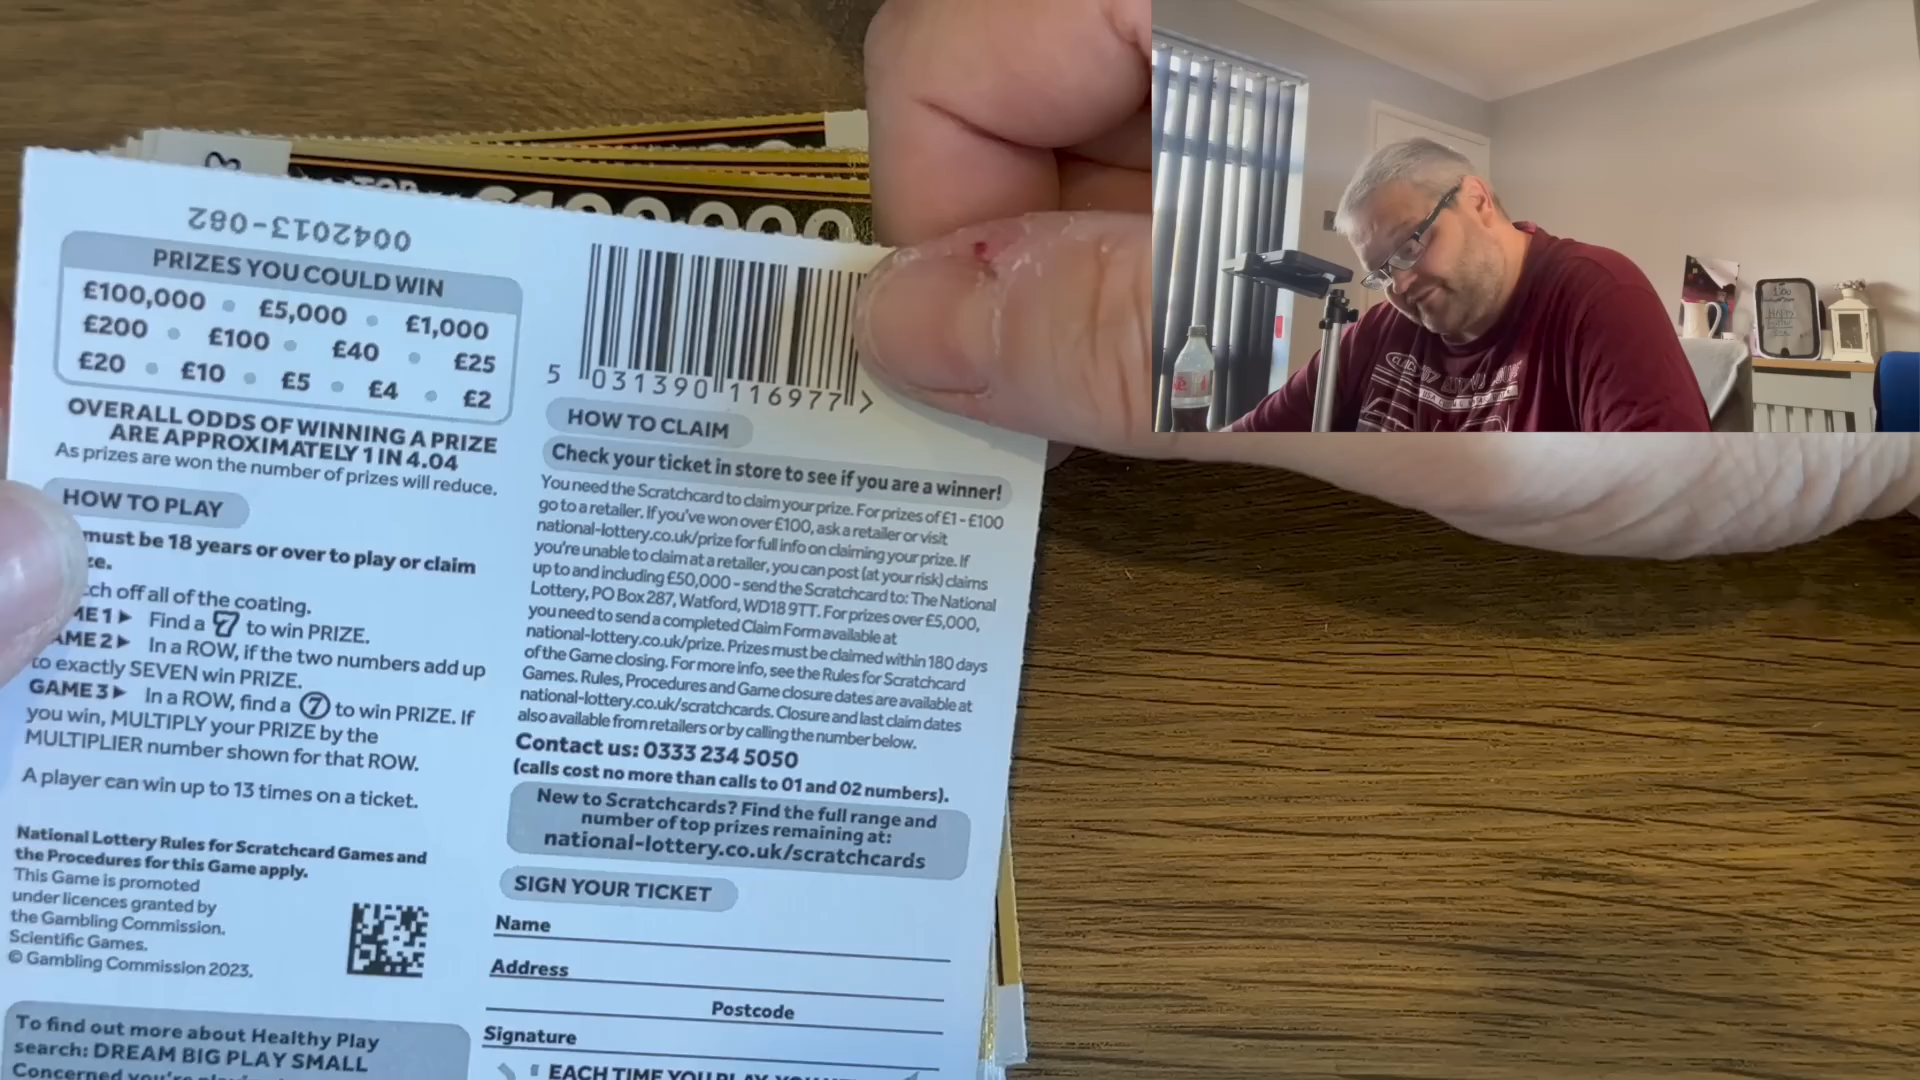 £100,000
0042013-082
PRIZES YOU COULD WIN
£100,000 • £5,000 • £1,000
£200 • £100 • £40 • £25
£20 • £10 • £5 • £4 • £2
OVERALL ODDS OF WINNING A PRIZE
ARE APPROXIMATELY 1 IN 4.04
As prizes are won the number of prizes will reduce.
HOW TO PLAY
must be 18 years or over to play or claim
ze.
ch off all of the coating.
ME 1▶ Find a 7 to win PRIZE.
AME 2▶ In a ROW, if the two numbers add up
to exactly SEVEN win PRIZE.
GAME 3▶ In a ROW, find a 7 to win PRIZE. If
you win, MULTIPLY your PRIZE by the
MULTIPLIER number shown for that ROW.
A player can win up to 13 times on a ticket.
National Lottery Rules for Scratchcard Games and
the Procedures for this Game apply.
This Game is promoted
under licences granted by
the Gambling Commission.
Scientific Games.
© Gambling Commission 2023.
To find out more about Healthy Play
search: DREAM BIG PLAY SMALL
5 031390 116977 >
HOW TO CLAIM
Check your ticket in store to see if you are a winner!
You need the Scratchcard to claim your prize. For prizes of £1 - £100
go to a retailer. If you've won over £100, ask a retailer or visit
national-lottery.co.uk/prize for full info on claiming your prize. If
you're unable to claim at a retailer, you can post (at your risk) claims
up to and including £50,000 - send the Scratchcard to: The National
Lottery, PO Box 287, Watford, WD18 9TT. For prizes over £5,000,
you need to send a completed Claim Form available at
national-lottery.co.uk/prize. Prizes must be claimed within 180 days
of the Game closing. For more info, see the Rules for Scratchcard
Games. Rules, Procedures and Game closure dates are available at
national-lottery.co.uk/scratchcards. Closure and last claim dates
also available from retailers or by calling the number below.
Contact us: 0333 234 5050
(calls cost no more than calls to 01 and 02 numbers).
New to Scratchcards? Find the full range and
number of top prizes remaining at:
national-lottery.co.uk/scratchcards
SIGN YOUR TICKET
Name
Address
Postcode
Signature
EACH TIME YOU PLAY, YOU